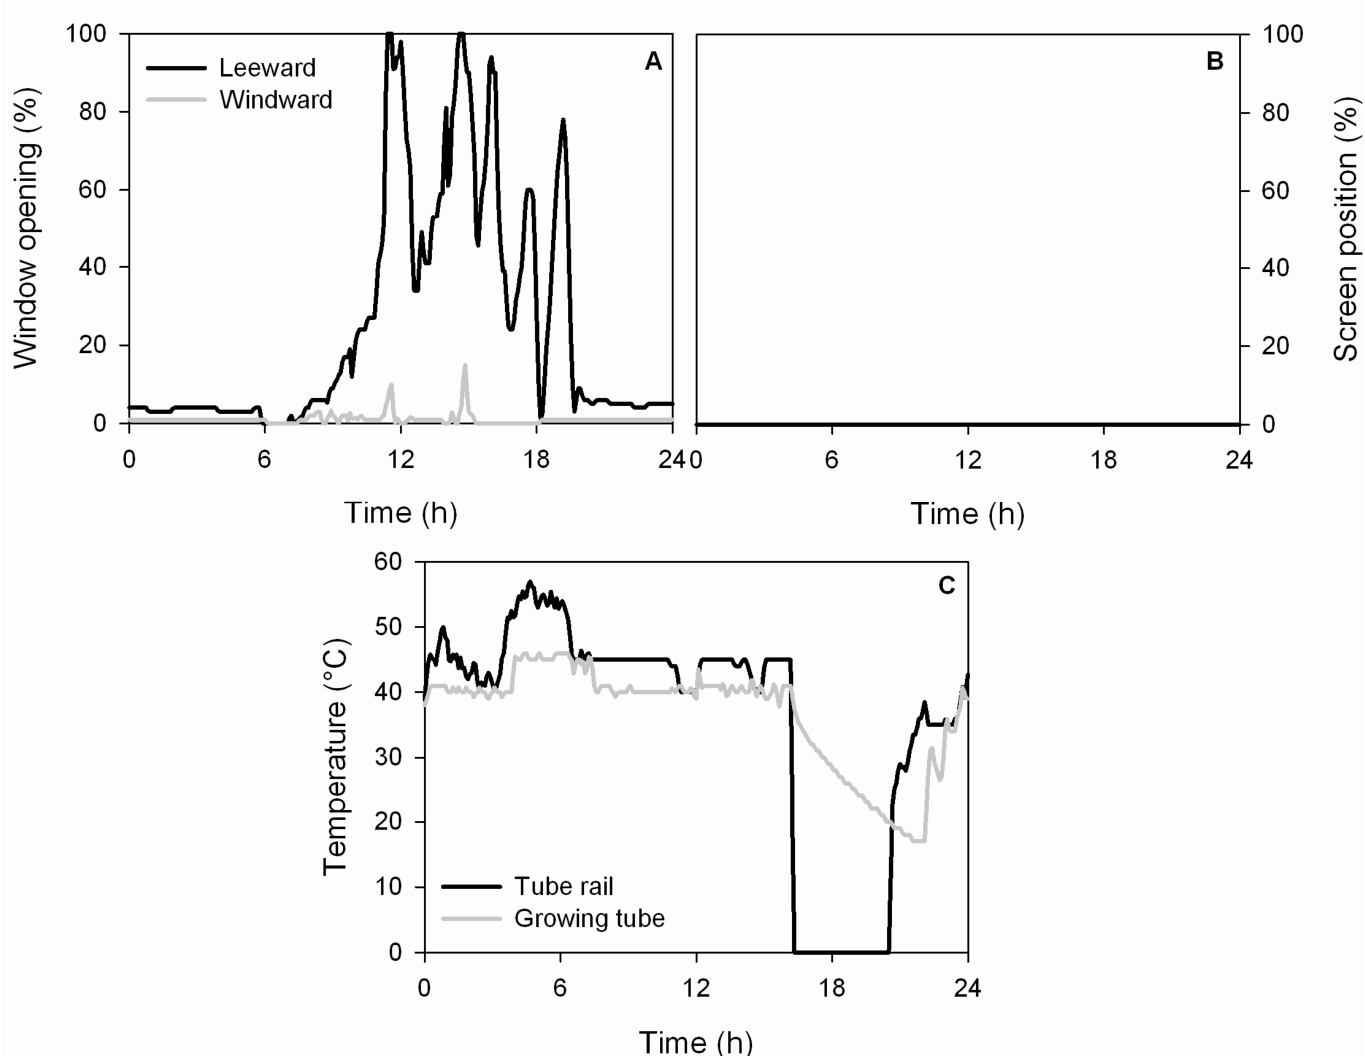 Window opening (%)
100
80
60
40
20
0
Leeward
Windward
A
0 6 12 18 24
Time (h)
B
100
80
60
40
20
0
Screen position (%)
0 6 12 18 24
Time (h)
Temperature (°C)
60
50
40
30
20
10
0
C
Tube rail
Growing tube
0 6 12 18 24
Time (h)